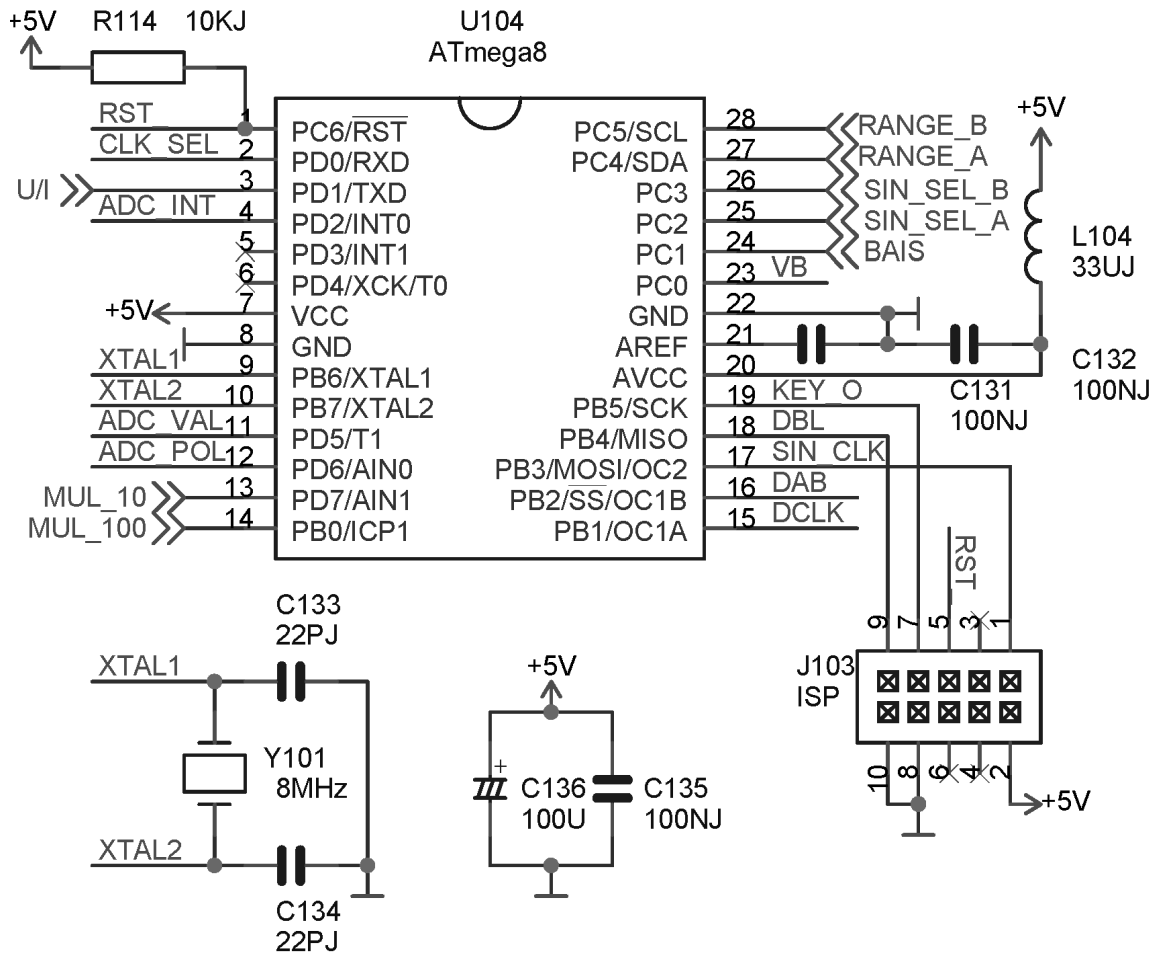 +5V R114 10KJ
U104
ATmega8
RST_ 1 PC6/RST
CLK_SEL 2 PD0/RXD
U/I 3 PD1/TXD
ADC_INT 4 PD2/INT0
5 PD3/INT1
6 PD4/XCK/T0
+5V 7 VCC
8 GND
XTAL1 9 PB6/XTAL1
XTAL2 10 PB7/XTAL2
ADC_VAL 11 PD5/T1
ADC_POL 12 PD6/AIN0
MUL_10 13 PD7/AIN1
MUL_100 14 PB0/ICP1
PC5/SCL 28 RANGE_B
PC4/SDA 27 RANGE_A
PC3 26 SIN_SEL_B
PC2 25 SIN_SEL_A
PC1 24 BAIS
PC0 23 VB
GND 22
AREF 21
AVCC 20
PB5/SCK 19 KEY_O
PB4/MISO 18 DBL
PB3/MOSI/OC2 17 SIN_CLK
PB2/SS/OC1B 16 DAB
PB1/OC1A 15 DCLK
+5V
L104
33UJ
C131
100NJ
C132
100NJ
RST_
9 7 5 3 1
J103
ISP
10 8 6 4 2
+5V
C133
22PJ
XTAL1
Y101
8MHz
XTAL2
C134
22PJ
+5V
+
C136
100U
C135
100NJ